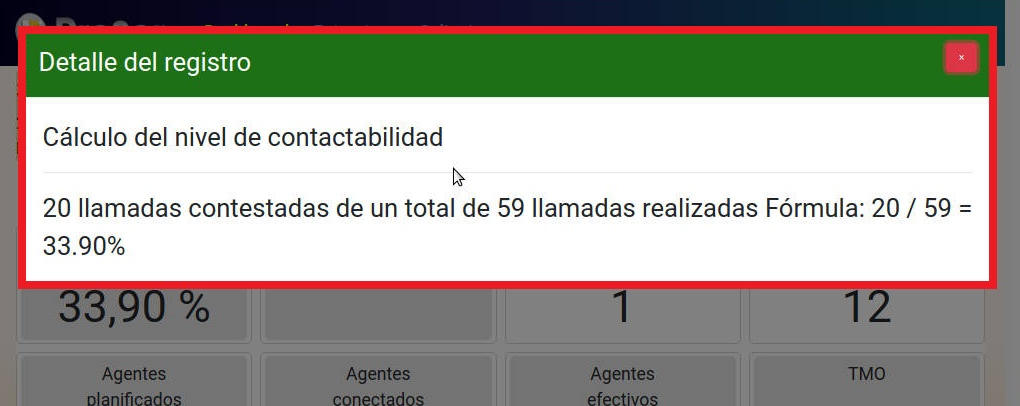 Detalle del registro
×
Cálculo del nivel de contactabilidad
20 llamadas contestadas de un total de 59 llamadas realizadas Fórmula: 20 / 59 =
33.90%
33,90 %
1
12
Agentes
planificados
Agentes
conectados
Agentes
efectivos
TMO